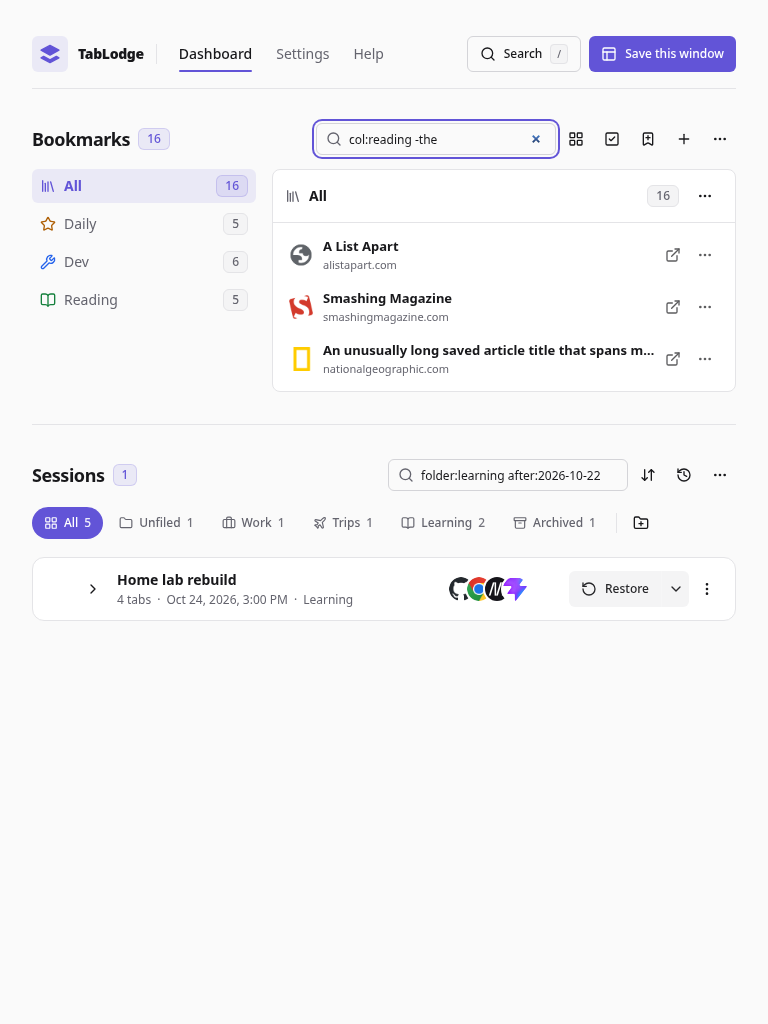 TabLodge
Dashboard
Settings
Help
Search /
Save this window
Bookmarks 16
col:reading -the
All 16
Daily 5
Dev 6
Reading 5
All 16
A List Apart
alistapart.com
Smashing Magazine
smashingmagazine.com
An unusually long saved article title that spans m...
nationalgeographic.com
Sessions 1
folder:learning after:2026-10-22
All 5
Unfiled 1
Work 1
Trips 1
Learning 2
Archived 1
Home lab rebuild
4 tabs · Oct 24, 2026, 3:00 PM · Learning
Restore